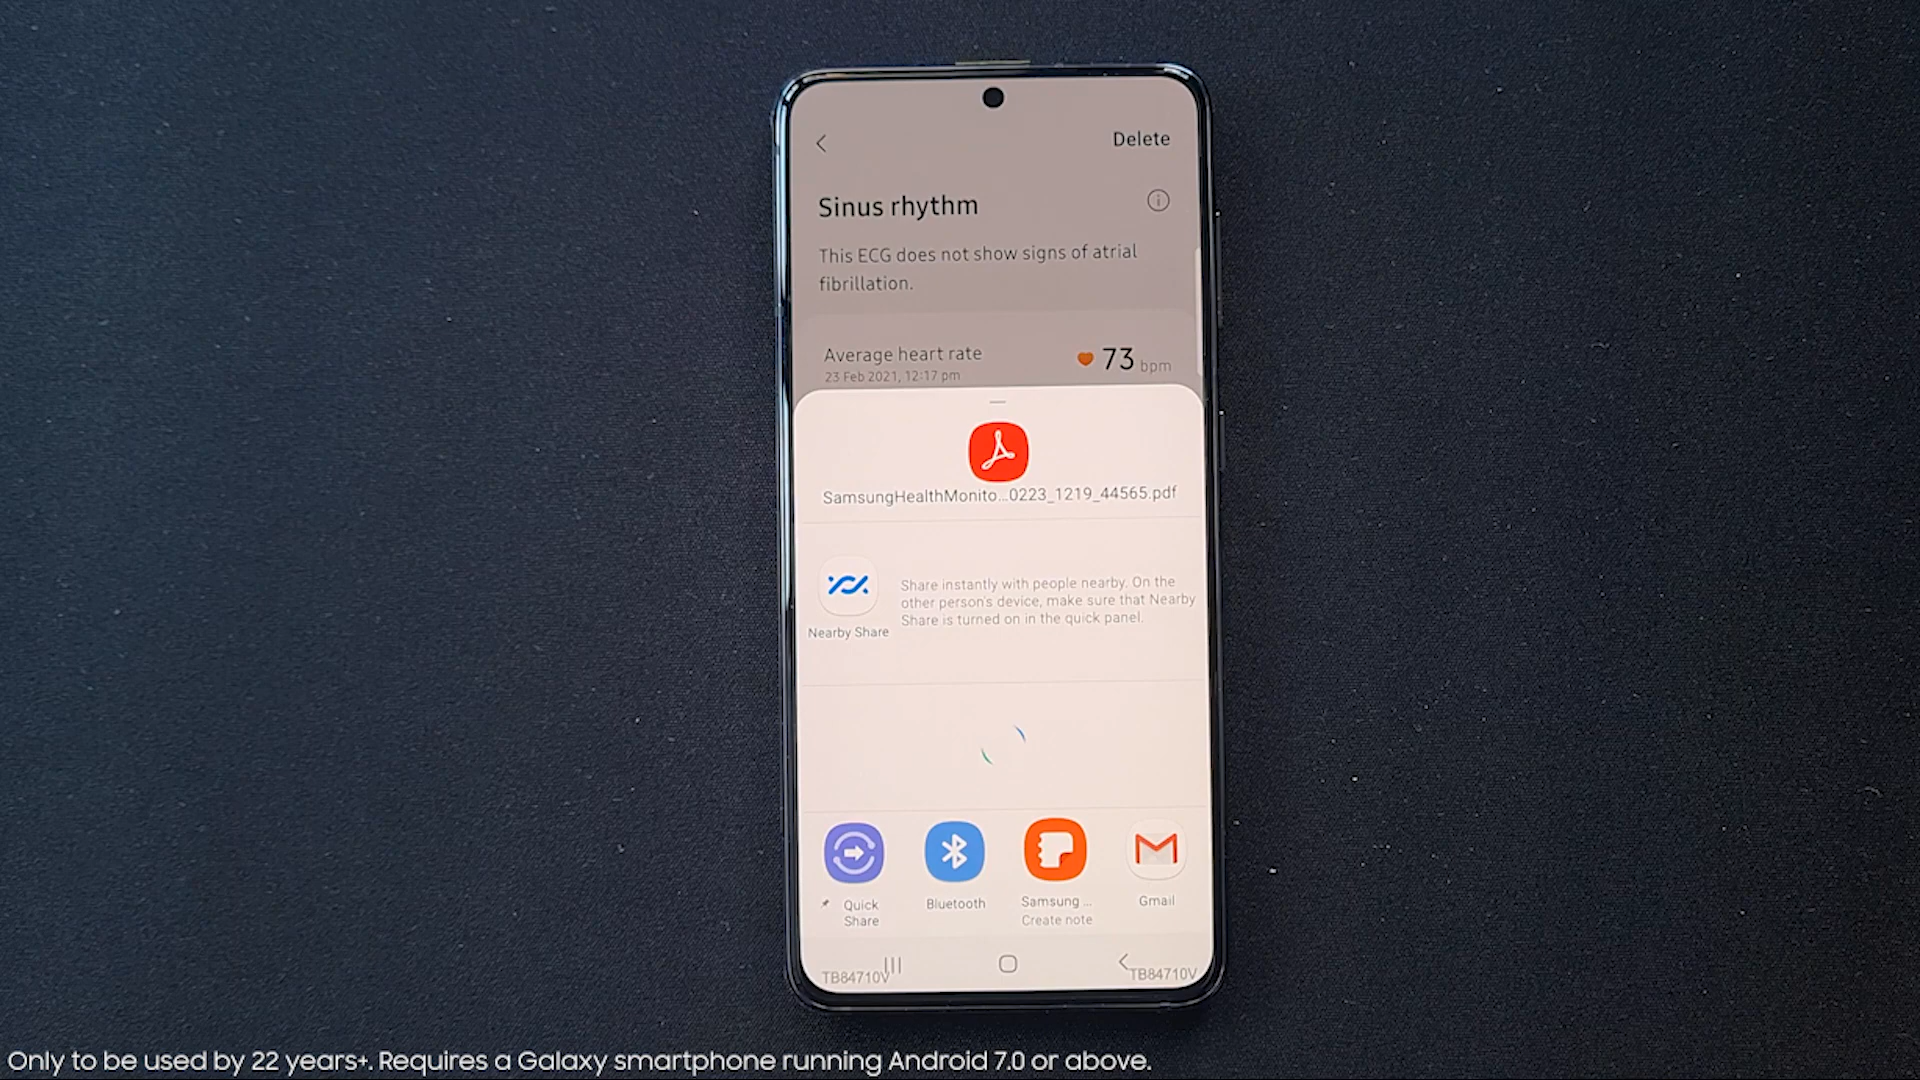 Delete
Sinus rhythm
This ECG does not show signs of atrial
fibrillation.
Average heart rate
73 bpm
23 Feb 2021, 12:17 pm
SamsungHealthMonito...0223_1219_44565.pdf
Share instantly with people nearby. On the
other person's device, make sure that Nearby
Share is turned on in the quick panel.
Nearby Share
Quick
Share
Bluetooth
Samsung ...
Create note
Gmail
TB84710V
TB84710V
Only to be used by 22 years+. Requires a Galaxy smartphone running Android 7.0 or above.